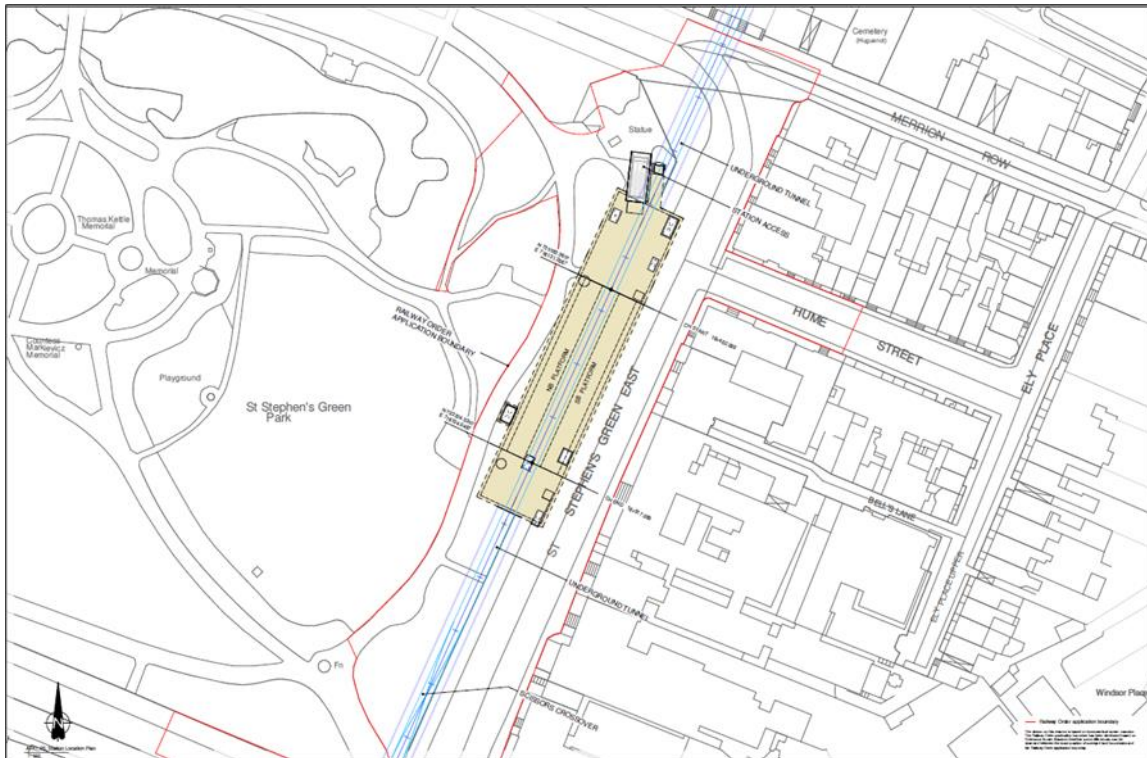 Cemetery
(Huguenot)
MERRION
ROW
Statue
UNDERGROUND TUNNEL
STATION ACCESS
Thomas Kettle
Memorial
Memorial
RAILWAY ORDER
APPLICATION BOUNDARY
HUME
STREET
ELY PLACE
NB PLATFORM
SB PLATFORM
Countess
Markievicz
Memorial
Playground
St Stephen's Green
Park
ST STEPHEN'S GREEN EAST
BELL'S LANE
ELY PLACE UPPER
UNDERGROUND TUNNEL
Fn
SCISSORS CROSSOVER
Windsor Plaq
N
Railway Order application boundary